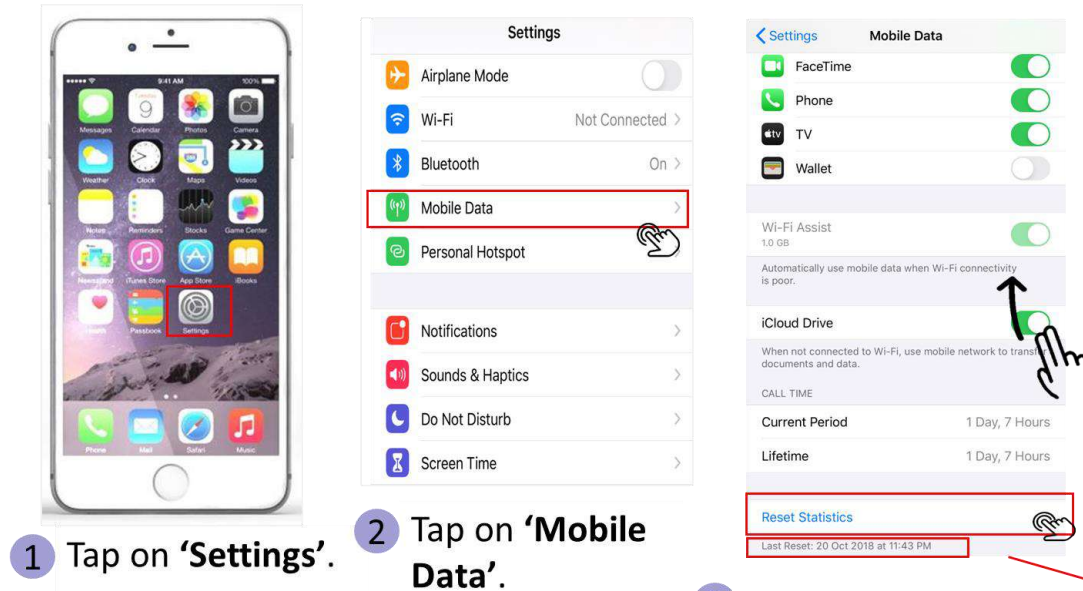 9:41 AM
100%
Tuesday
9
Messages
Calendar
Photos
Camera
Weather
Clock
Maps
Videos
Notes
Reminders
Stocks
Game Center
Newsstand
iTunes Store
App Store
iBooks
Health
Passbook
Settings
Phone
Mail
Safari
Music
1 Tap on ‘Settings’.
Settings
Airplane Mode
Wi-Fi Not Connected
Bluetooth On
Mobile Data
Personal Hotspot
Notifications
Sounds & Haptics
Do Not Disturb
Screen Time
2 Tap on ‘Mobile
Data’.
Settings Mobile Data
FaceTime
Phone
tv TV
Wallet
Wi-Fi Assist
1.0 GB
Automatically use mobile data when Wi-Fi connectivity
is poor.
iCloud Drive
When not connected to Wi-Fi, use mobile network to transfer
documents and data.
CALL TIME
Current Period 1 Day, 7 Hours
Lifetime 1 Day, 7 Hours
Reset Statistics
Last Reset: 20 Oct 2018 at 11:43 PM